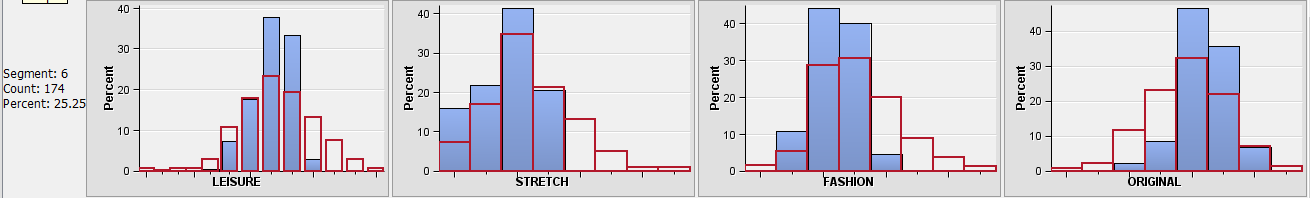 Segment: 6
Count: 174
Percent: 25.25
Percent
40
30
20
10
0
LEISURE
Percent
40
30
20
10
0
STRETCH
Percent
40
30
20
10
0
FASHION
Percent
40
30
20
10
0
ORIGINAL